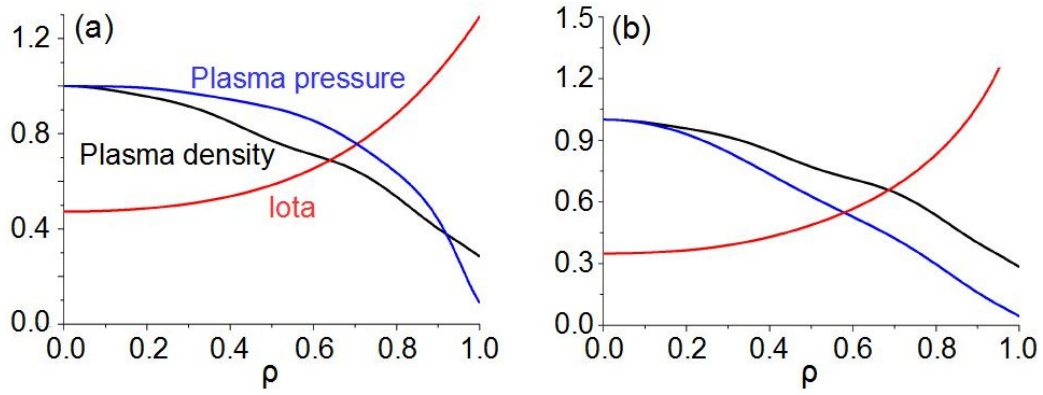 (a)
1.2
0.8
0.4
0.0
Plasma pressure
Plasma density
Iota
0.0 0.2 0.4 0.6 0.8 1.0
ρ
(b)
1.5
1.2
0.9
0.6
0.3
0.0
0.0 0.2 0.4 0.6 0.8 1.0
ρ